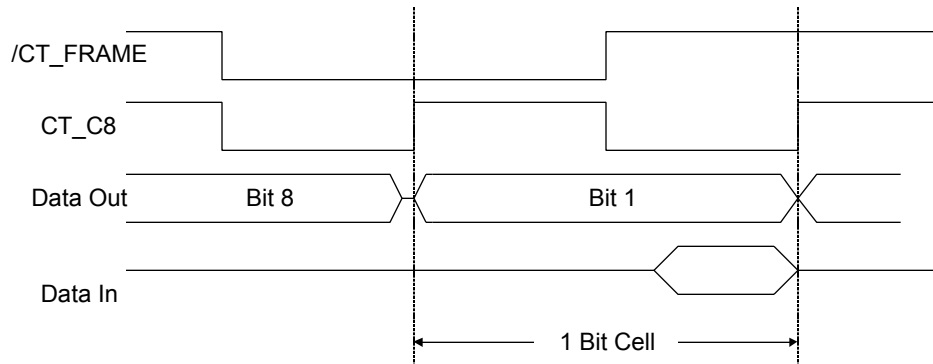 /CT_FRAME
CT_C8
Data Out
Bit 8
Bit 1
Data In
1 Bit Cell